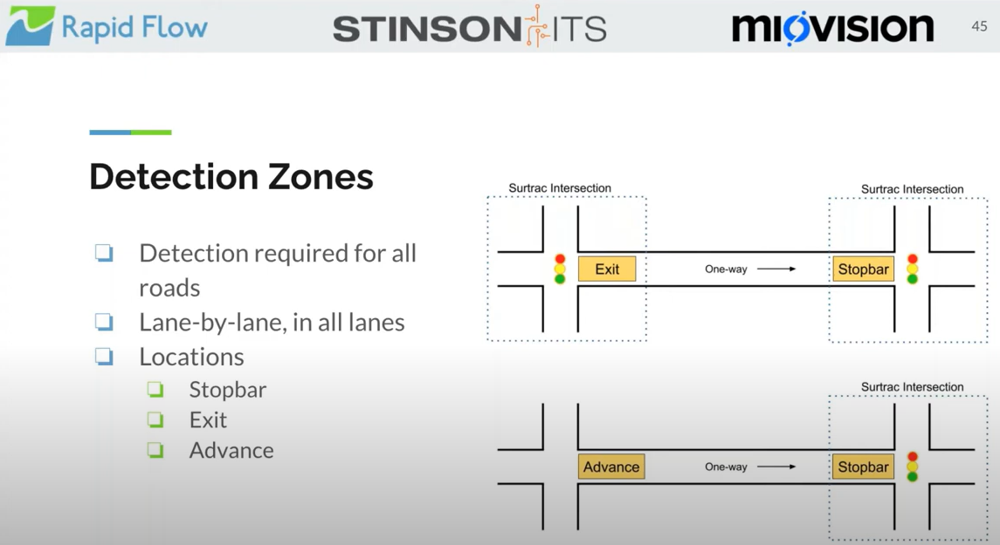 Rapid Flow
STINSON ITS
miovision
45
Detection Zones
Detection required for all
roads
Lane-by-lane, in all lanes
Locations
Stopbar
Exit
Advance
Surtrac Intersection
Surtrac Intersection
Exit
One-way
Stopbar
Surtrac Intersection
Advance
One-way
Stopbar